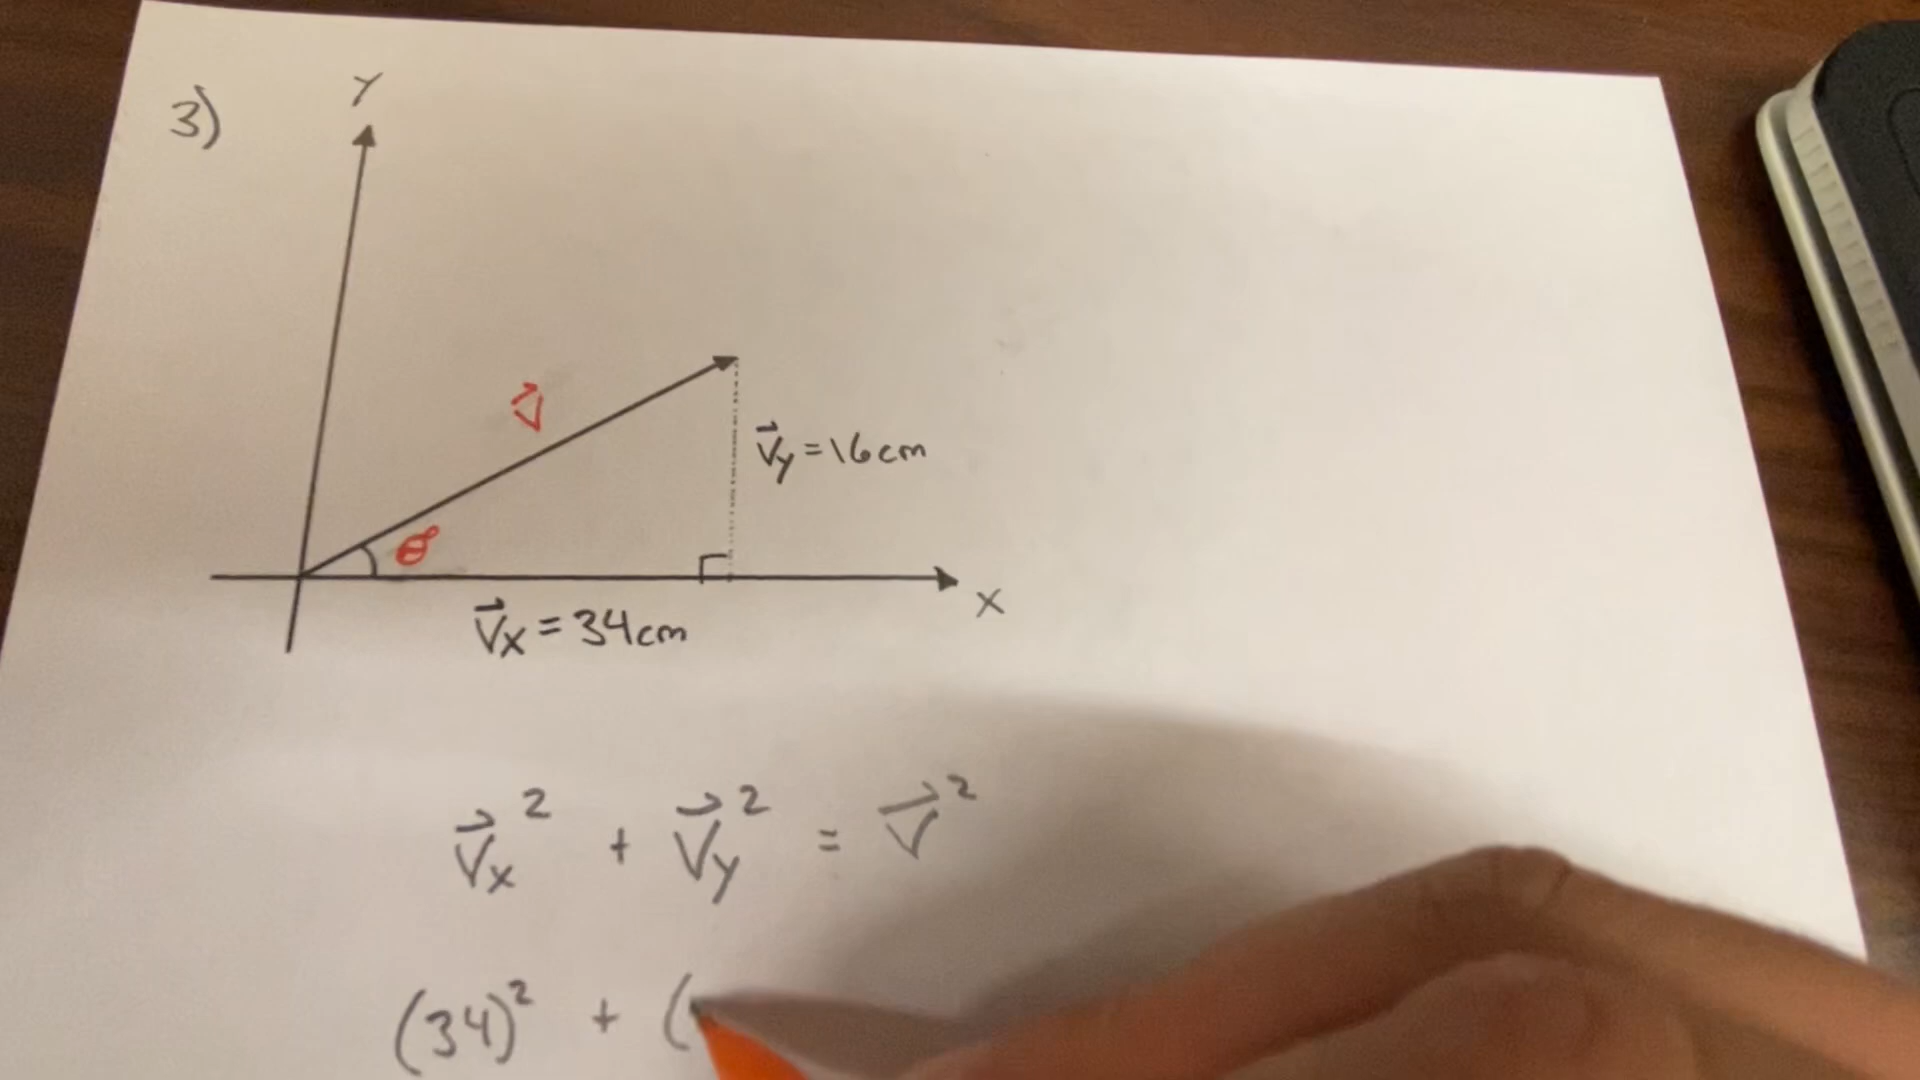 3)
Y
V⃗
V⃗y = 16cm
θ
X
V⃗x = 34cm
V⃗x² + V⃗y² = V⃗²
(34)² + (